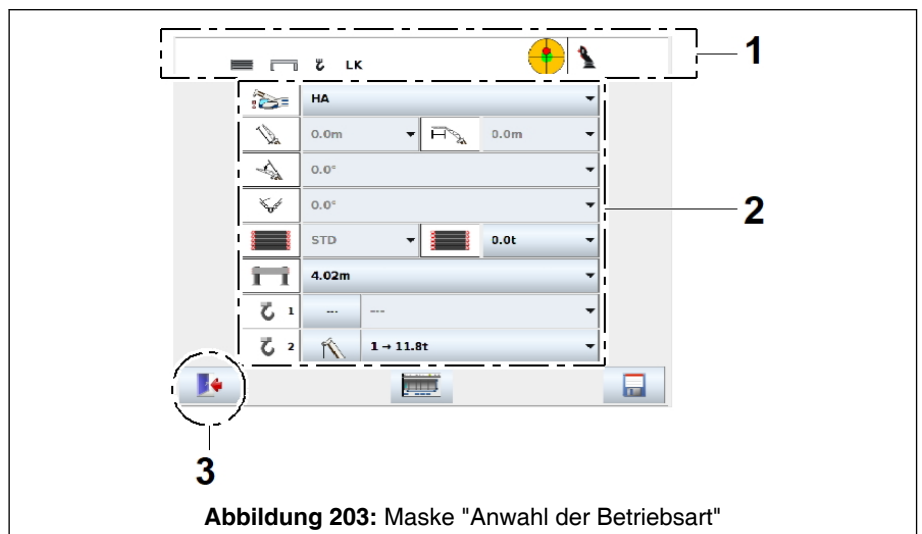 1
LK
HA
0.0m 0.0m
0.0°
0.0°
2
STD 0.0t
4.02m
1 --- ---
2 1 → 11.8t
3
Abbildung 203: Maske "Anwahl der Betriebsart"